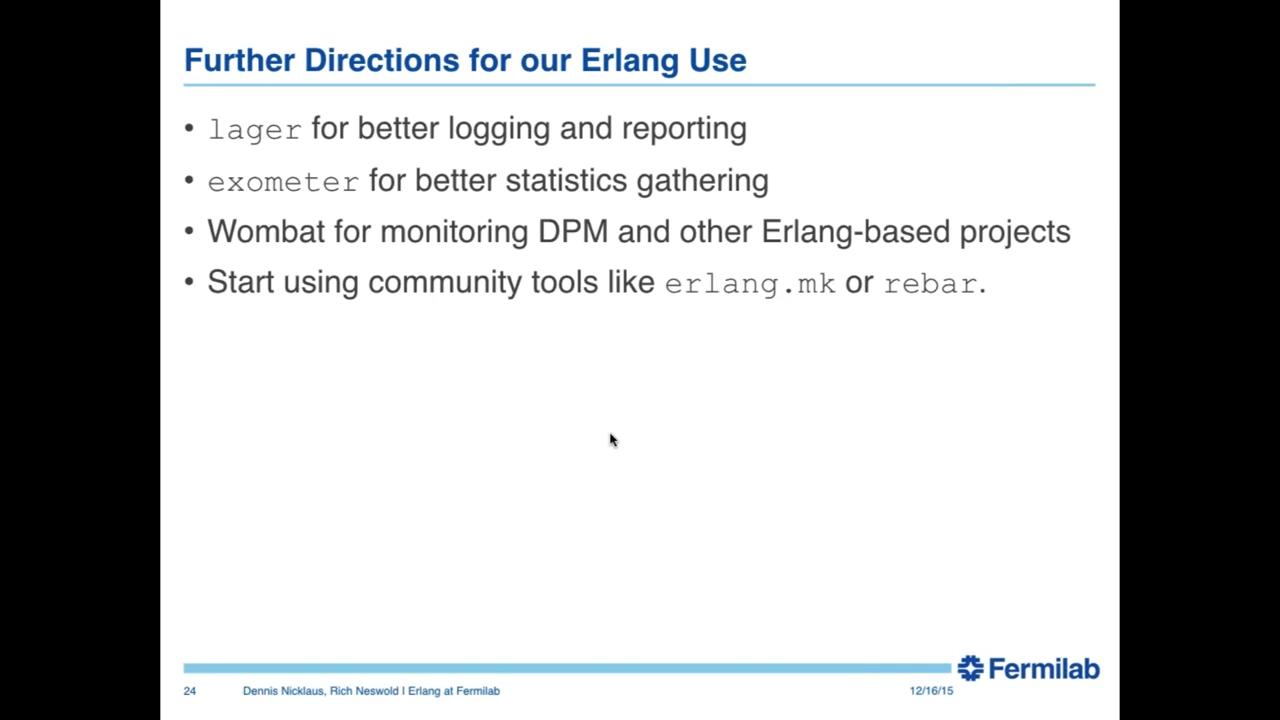 Further Directions for our Erlang Use
• lager for better logging and reporting
• exometer for better statistics gathering
• Wombat for monitoring DPM and other Erlang-based projects
• Start using community tools like erlang.mk or rebar.
Fermilab
24 Dennis Nicklaus, Rich Neswold | Erlang at Fermilab 12/16/15